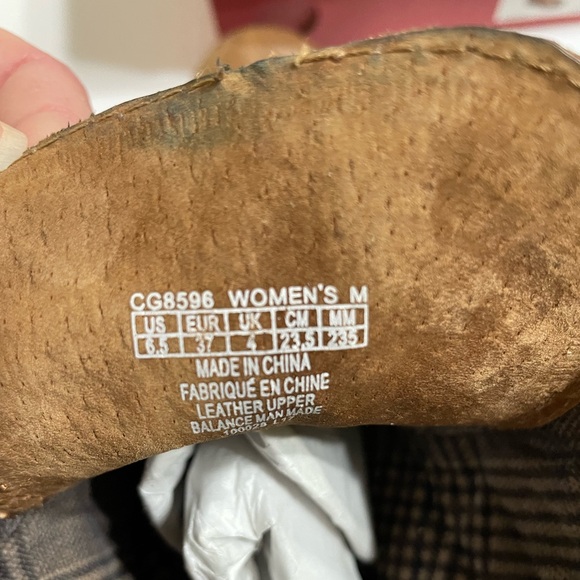 CG8596 WOMEN'S M
US EUR UK CM MM
6.5 37 4 23.5 235
MADE IN CHINA
FABRIQUÉ EN CHINE
LEATHER UPPER
BALANCE MAN MADE